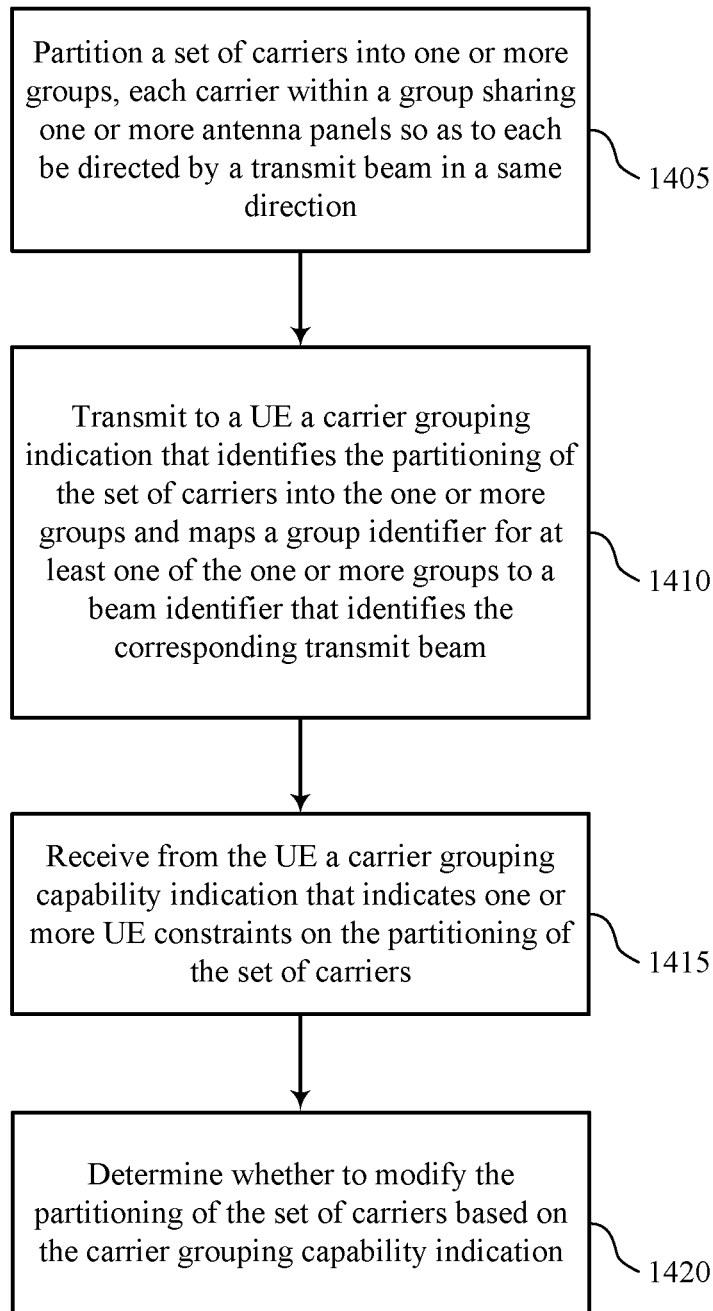 Partition a set of carriers into one or more
groups, each carrier within a group sharing
one or more antenna panels so as to each
be directed by a transmit beam in a same
direction
1405
Transmit to a UE a carrier grouping
indication that identifies the partitioning of
the set of carriers into the one or more
groups and maps a group identifier for at
least one of the one or more groups to a
beam identifier that identifies the
corresponding transmit beam
1410
Receive from the UE a carrier grouping
capability indication that indicates one or
more UE constraints on the partitioning of
the set of carriers
1415
Determine whether to modify the
partitioning of the set of carriers based on
the carrier grouping capability indication
1420